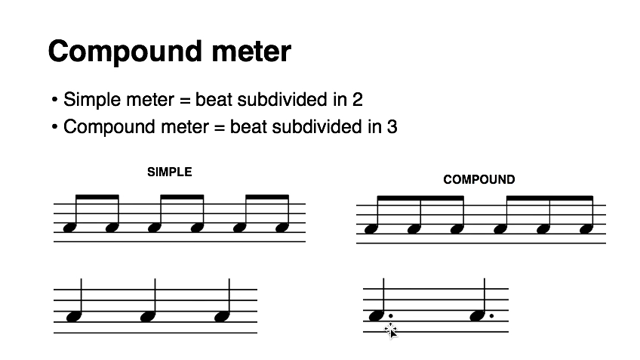 Compound meter
• Simple meter = beat subdivided in 2
• Compound meter = beat subdivided in 3
SIMPLE
COMPOUND